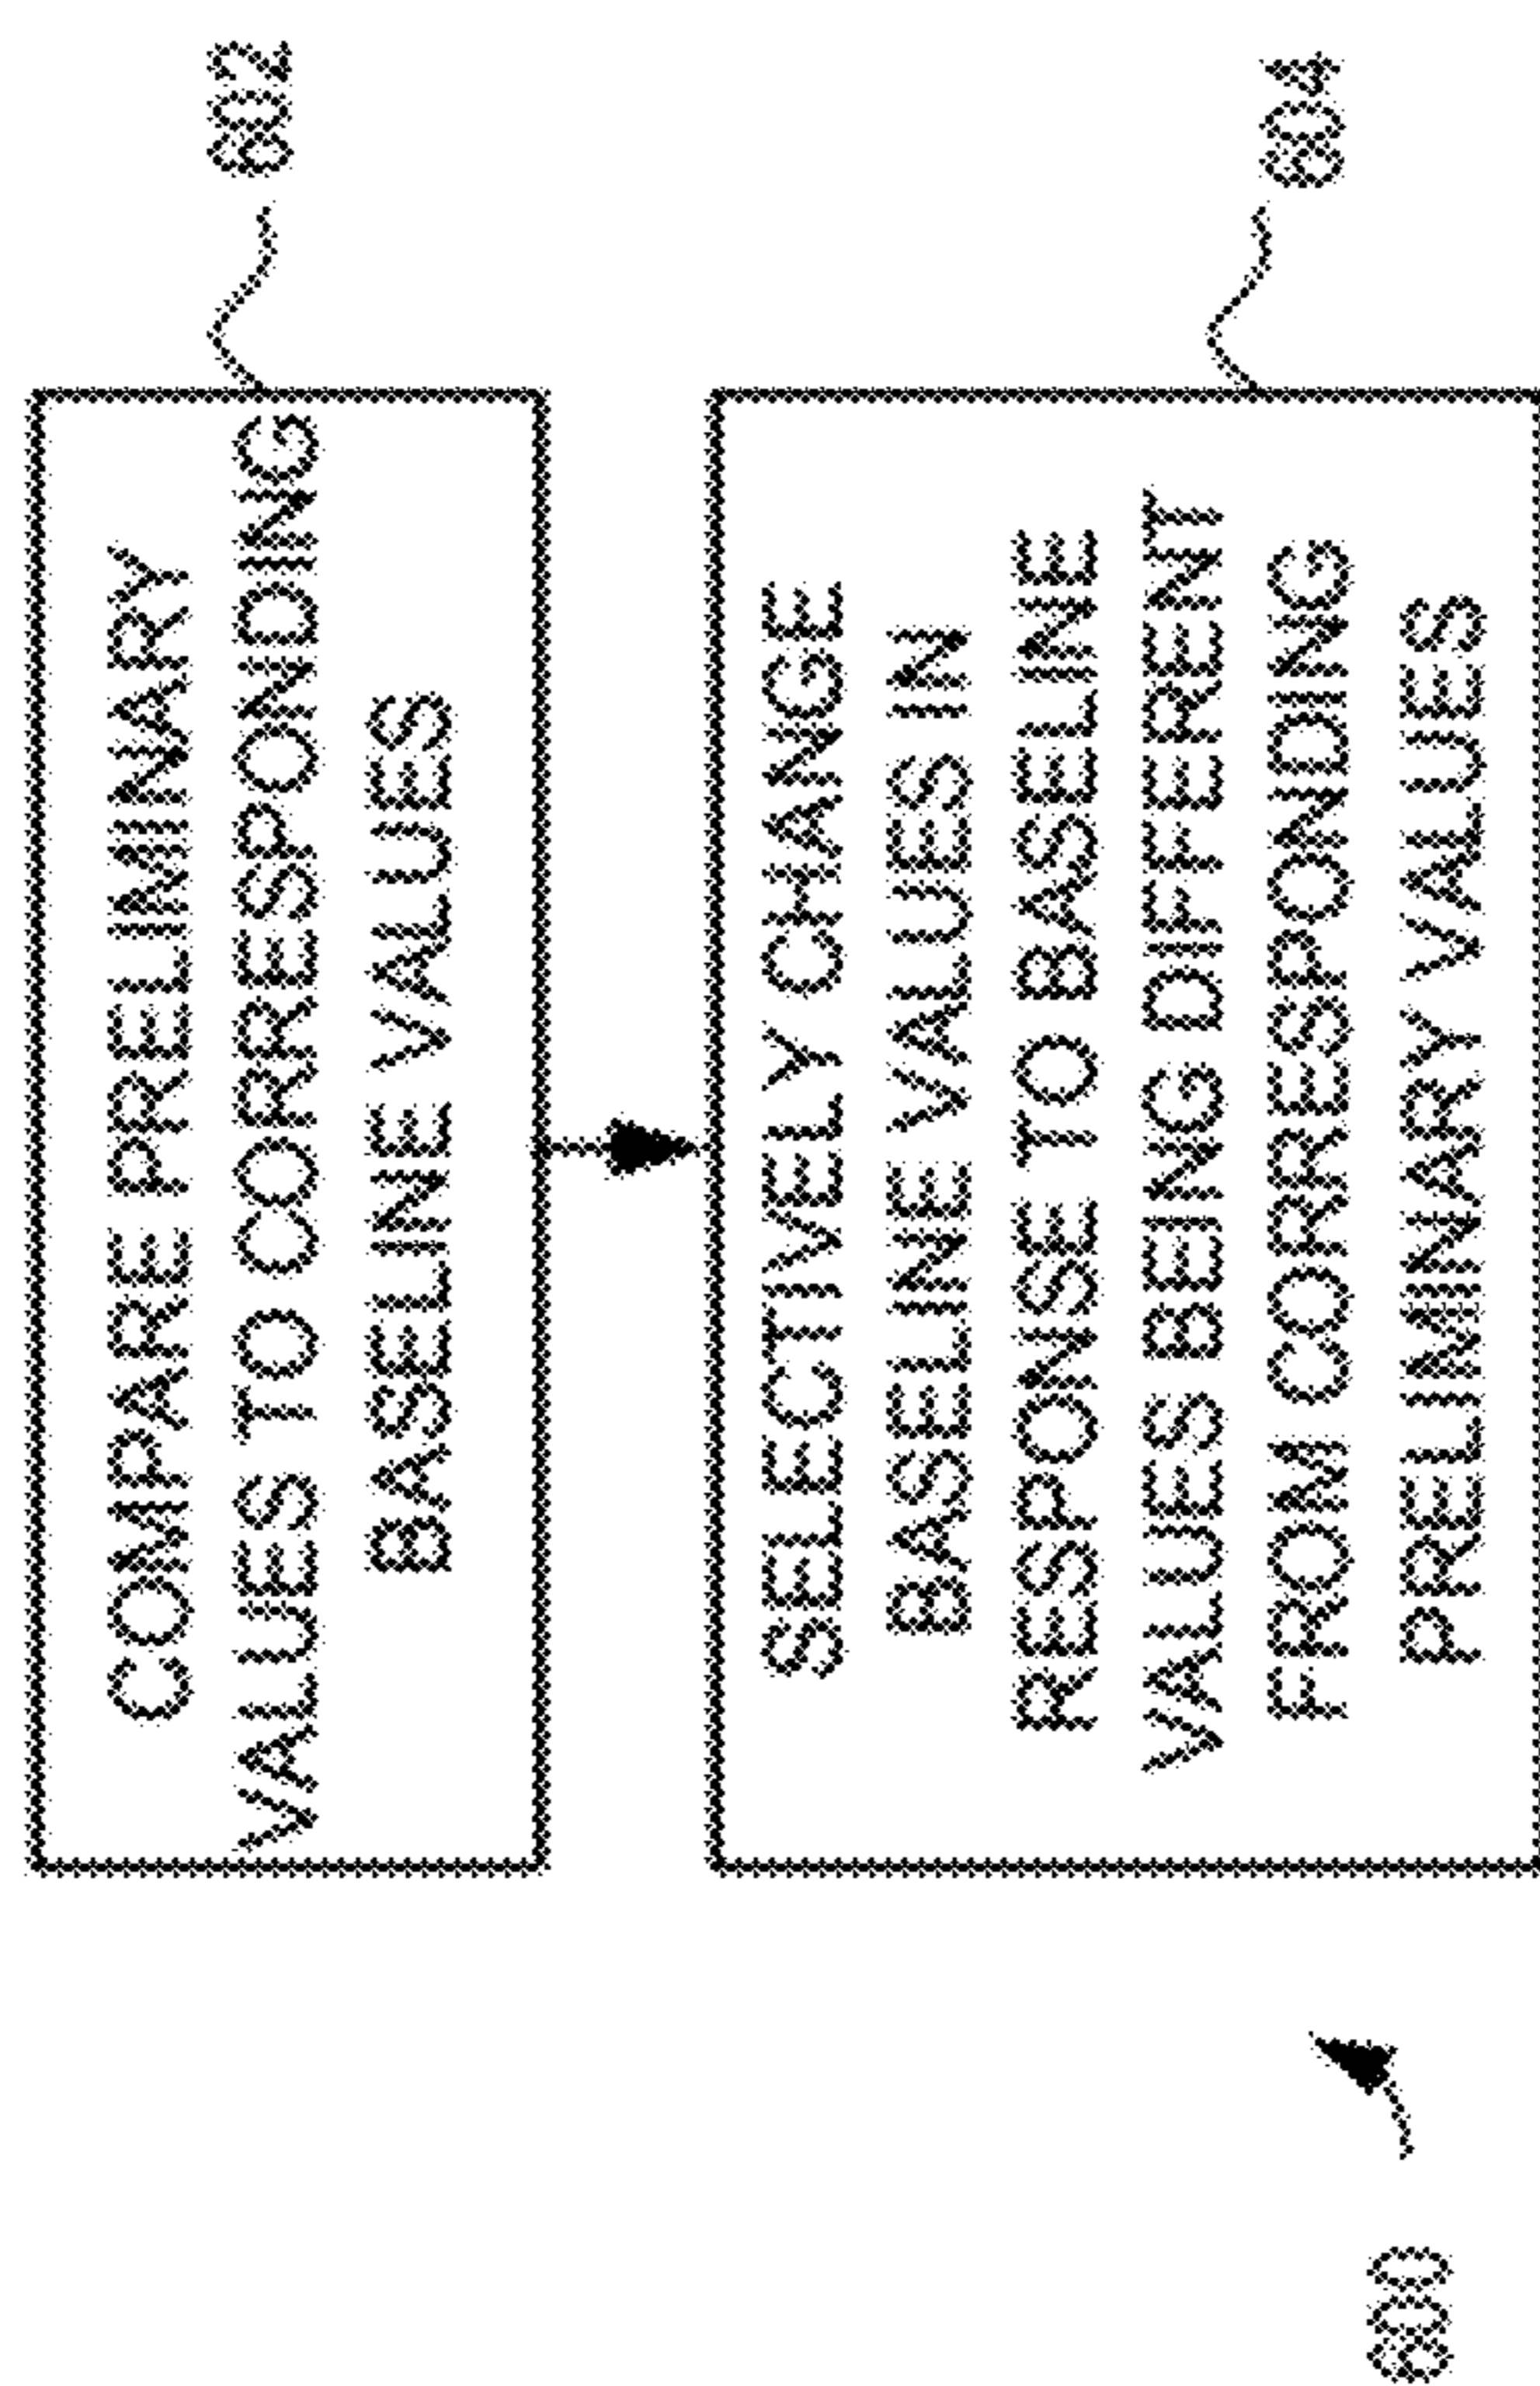 COMPARE PRELIMINARY
VALUES TO CORRESPONDING
BASELINE VALUES
602
SELECTIVELY CHANGE
BASELINE VALUES IN
RESPONSE TO BASELINE
VALUES BEING DIFFERENT
FROM CORRESPONDING
PRELIMINARY VALUES
604
600